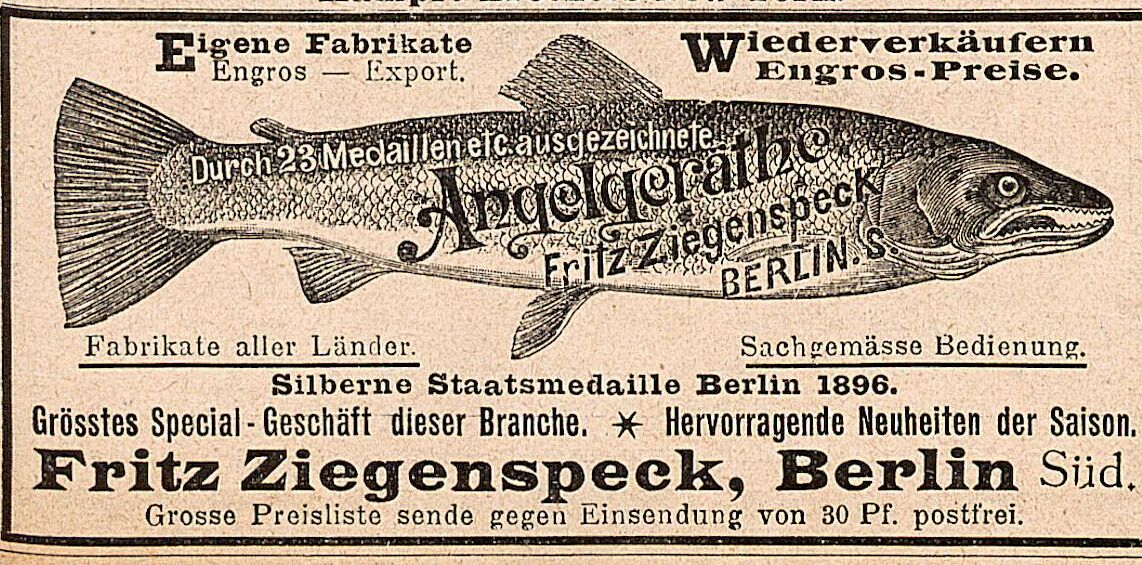 Eigene Fabrikate
Engros — Export.
Wiederverkäufern
Engros-Preise.
Durch 23 Medaillen etc. ausgezeichnete
Angelgeräthe
Fritz Ziegenspeck
BERLIN. S.
Fabrikate aller Länder.
Sachgemässe Bedienung.
Silberne Staatsmedaille Berlin 1896.
Grösstes Special-Geschäft dieser Branche. * Hervorragende Neuheiten der Saison.
Fritz Ziegenspeck, Berlin Süd.
Grosse Preisliste sende gegen Einsendung von 30 Pf. postfrei.